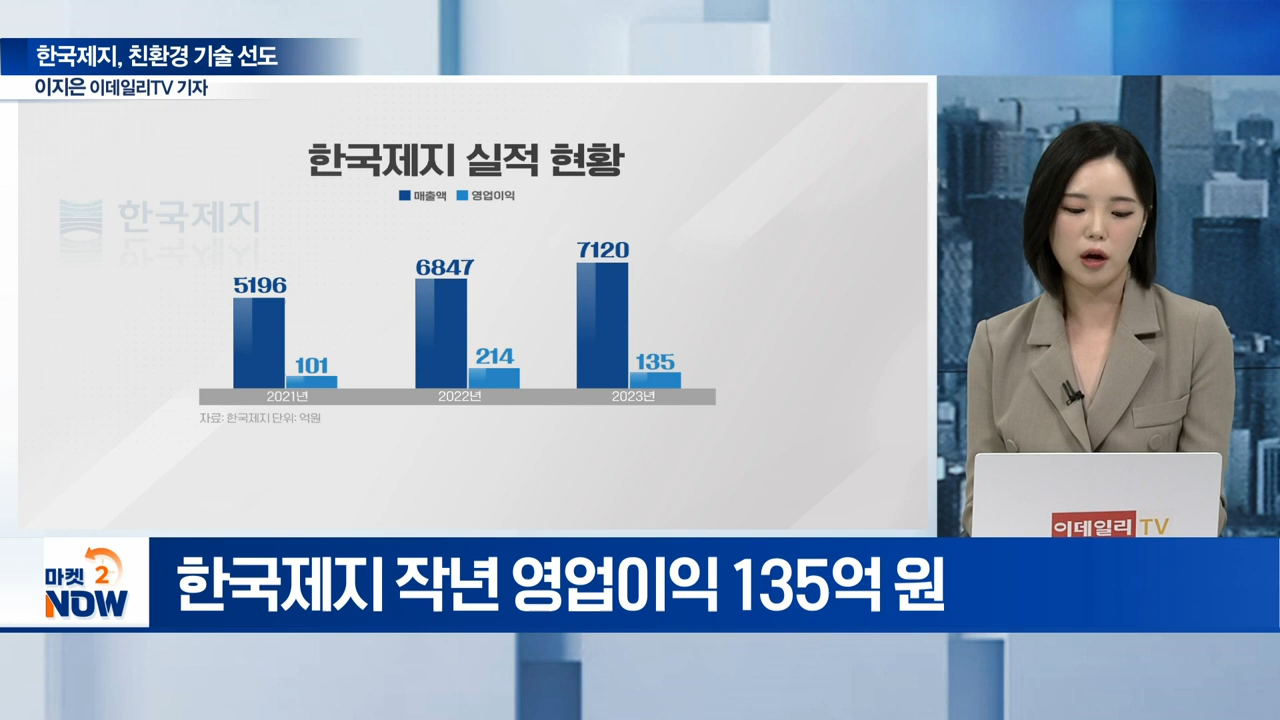 한국제지, 친환경 기술 선도
이지은 이데일리TV 기자
한국제지 실적 현황
매출액 영업이익
한국제지
5196
101
6847
214
7120
135
2021년 2022년 2023년
자료: 한국제지 단위: 억원
이데일리 TV
마켓 2
NOW
한국제지 작년 영업이익 135억 원